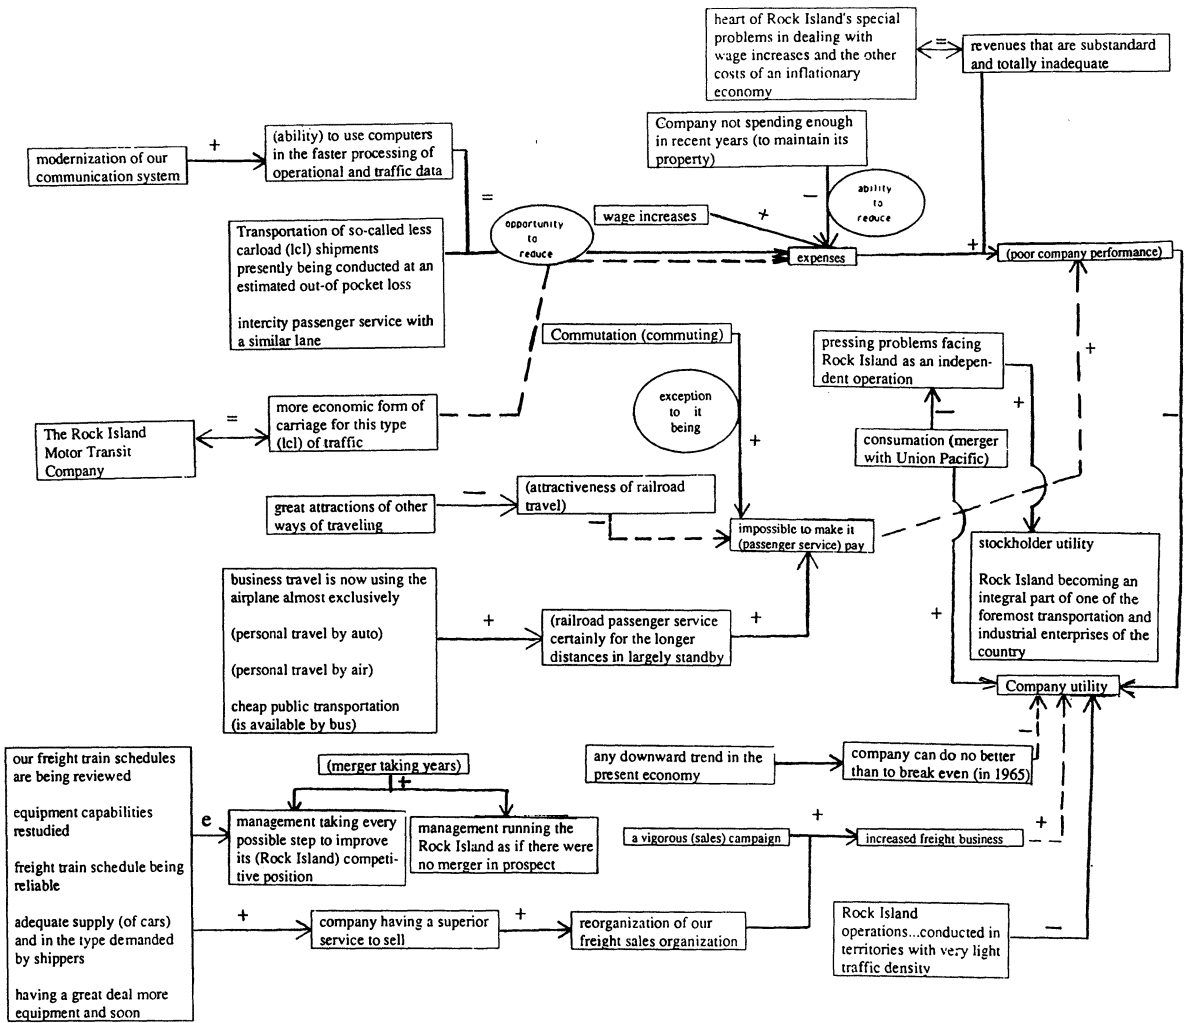 heart of Rock Island's special
problems in dealing with
wage increases and the other
costs of an inflationary
economy
=
revenues that are substandard
and totally inadequate
Company not spending enough
in recent years (to maintain its
property)
modernization of our
communication system
+
(ability) to use computers
in the faster processing of
operational and traffic data
=
opportunity
to
reduce
wage increases
+
−
ability
to
reduce
Transportation of so-called less
carload (lcl) shipments
presently being conducted at an
estimated out-of pocket loss
intercity passenger service with
a similar lane
expenses
+
(poor company performance)
Commutation (commuting)
pressing problems facing
Rock Island as an indepen-
dent operation
+
−
+
−
exception
to it
being
+
The Rock Island
Motor Transit
Company
=
more economic form of
carriage for this type
(lcl) of traffic
consumation (merger
with Union Pacific)
great attractions of other
ways of traveling
−
(attractiveness of railroad
travel)
−
impossible to make it
(passenger service) pay
stockholder utility
Rock Island becoming an
integral part of one of the
foremost transportation and
industrial enterprises of the
country
business travel is now using the
airplane almost exclusively
(personal travel by auto)
(personal travel by air)
cheap public transportation
(is available by bus)
+
(railroad passenger service
certainly for the longer
distances in largely standby
+
+
Company utility
our freight train schedules
are being reviewed
equipment capabilities
restudied
freight train schedule being
reliable
adequate supply (of cars)
and in the type demanded
by shippers
having a great deal more
equipment and soon
e
(merger taking years)
+
management taking every
possible step to improve
its (Rock Island) competi-
tive position
management running the
Rock Island as if there were
no merger in prospect
any downward trend in the
present economy
company can do no better
than to break even (in 1965)
−
a vigorous (sales) campaign
+
increased freight business
+
+
company having a superior
service to sell
+
reorganization of our
freight sales organization
Rock Island
operations...conducted in
territories with very light
traffic density
−